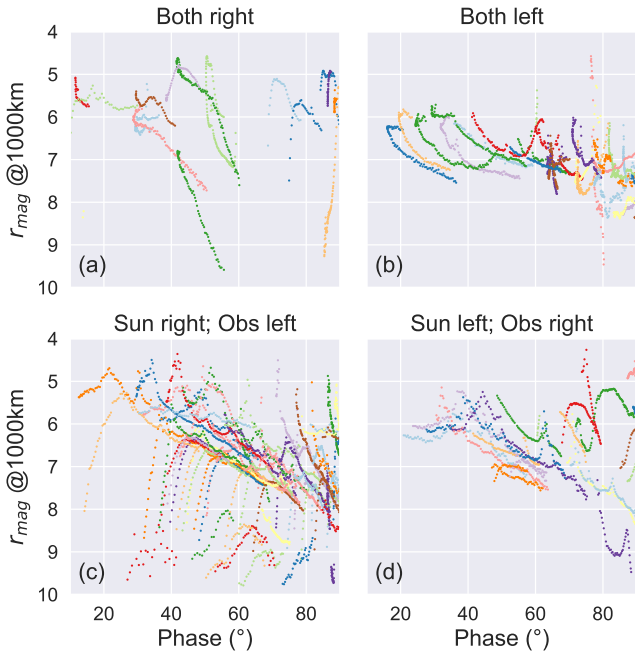 Both right
Both left
4
5
6
7
8
9
10
r_mag @1000km
(a)
(b)
Sun right; Obs left
Sun left; Obs right
4
5
6
7
8
9
10
r_mag @1000km
(c)
(d)
20 40 60 80
20 40 60 80
Phase (°)
Phase (°)